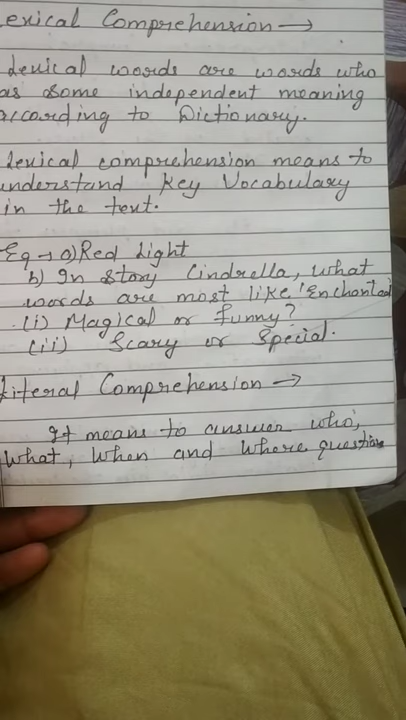 exical Comprehension →
Lexical words are words who
as some independent meaning
according to Dictionary.
Lexical comprehension means to
understand Key Vocabulary
in the text.
Eg → a) Red Light
b) In story Cindrella, what
words are most like 'Enchanted
(i) Magical or funny?
(ii) Scary or Special.
Literal Comprehension →
It means to answer who,
What, When and Where questions